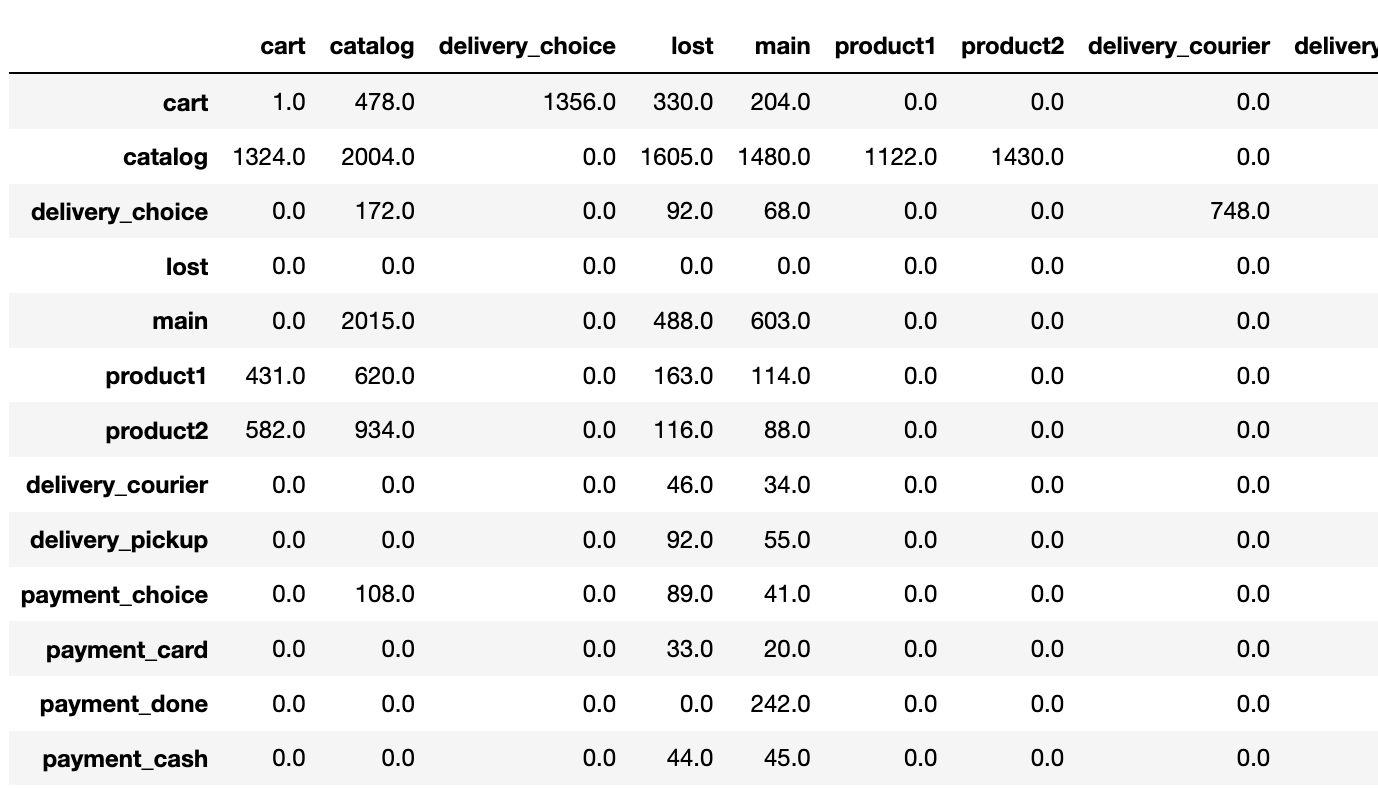 cart catalog delivery_choice lost main product1 product2 delivery_courier delivery
cart 1.0 478.0 1356.0 330.0 204.0 0.0 0.0 0.0
catalog 1324.0 2004.0 0.0 1605.0 1480.0 1122.0 1430.0 0.0
delivery_choice 0.0 172.0 0.0 92.0 68.0 0.0 0.0 748.0
lost 0.0 0.0 0.0 0.0 0.0 0.0 0.0 0.0
main 0.0 2015.0 0.0 488.0 603.0 0.0 0.0 0.0
product1 431.0 620.0 0.0 163.0 114.0 0.0 0.0 0.0
product2 582.0 934.0 0.0 116.0 88.0 0.0 0.0 0.0
delivery_courier 0.0 0.0 0.0 46.0 34.0 0.0 0.0 0.0
delivery_pickup 0.0 0.0 0.0 92.0 55.0 0.0 0.0 0.0
payment_choice 0.0 108.0 0.0 89.0 41.0 0.0 0.0 0.0
payment_card 0.0 0.0 0.0 33.0 20.0 0.0 0.0 0.0
payment_done 0.0 0.0 0.0 0.0 242.0 0.0 0.0 0.0
payment_cash 0.0 0.0 0.0 44.0 45.0 0.0 0.0 0.0